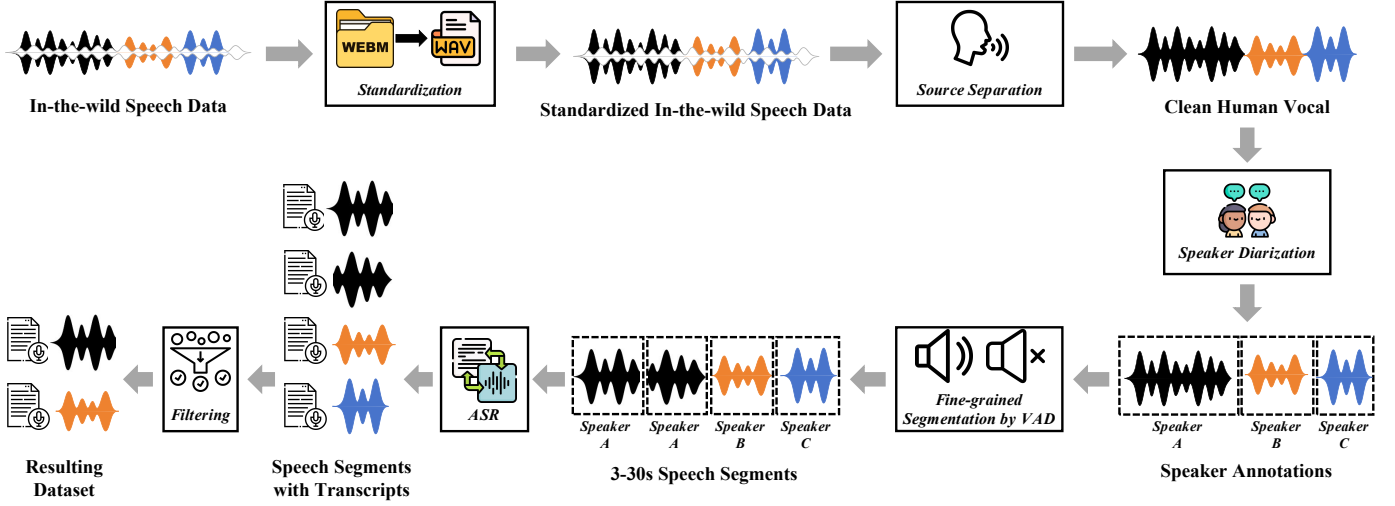 WEBM
WAV
Standardization
Source Separation
In-the-wild Speech Data
Standardized In-the-wild Speech Data
Clean Human Vocal
Speaker Diarization
Speaker
A
Speaker
B
Speaker
C
Speaker Annotations
Fine-grained
Segmentation by VAD
Speaker
A
Speaker
A
Speaker
B
Speaker
C
3-30s Speech Segments
ASR
Speech Segments
with Transcripts
Filtering
Resulting
Dataset